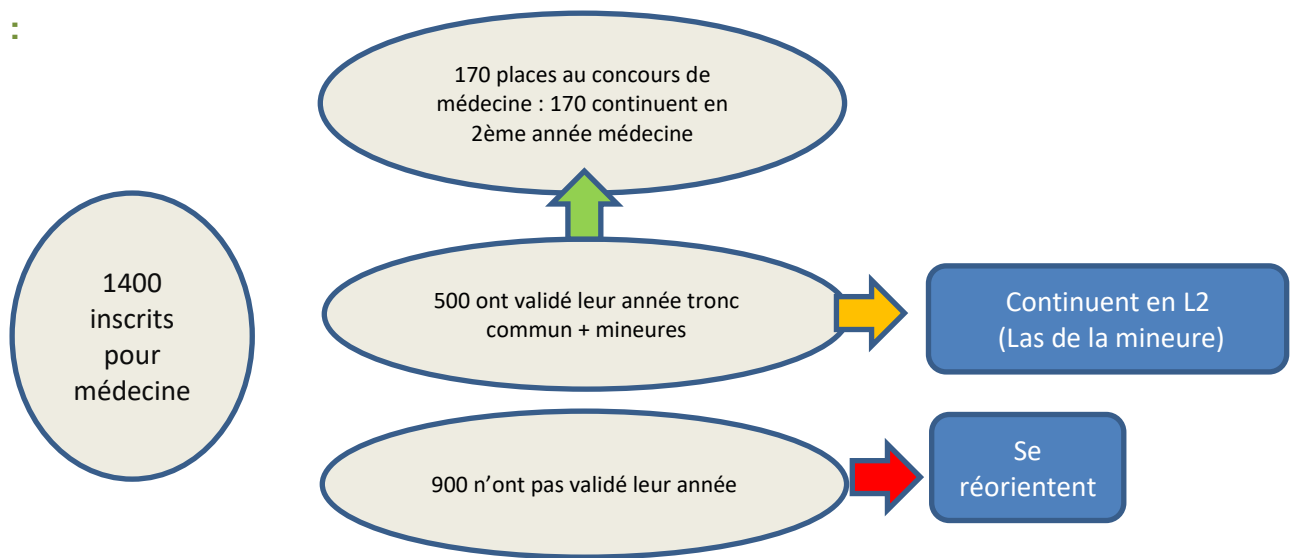 :
170 places au concours de
médecine : 170 continuent en
2ème année médecine
1400
inscrits
pour
médecine
500 ont validé leur année tronc
commun + mineures
Continuent en L2
(Las de la mineure)
900 n’ont pas validé leur année
Se
réorientent